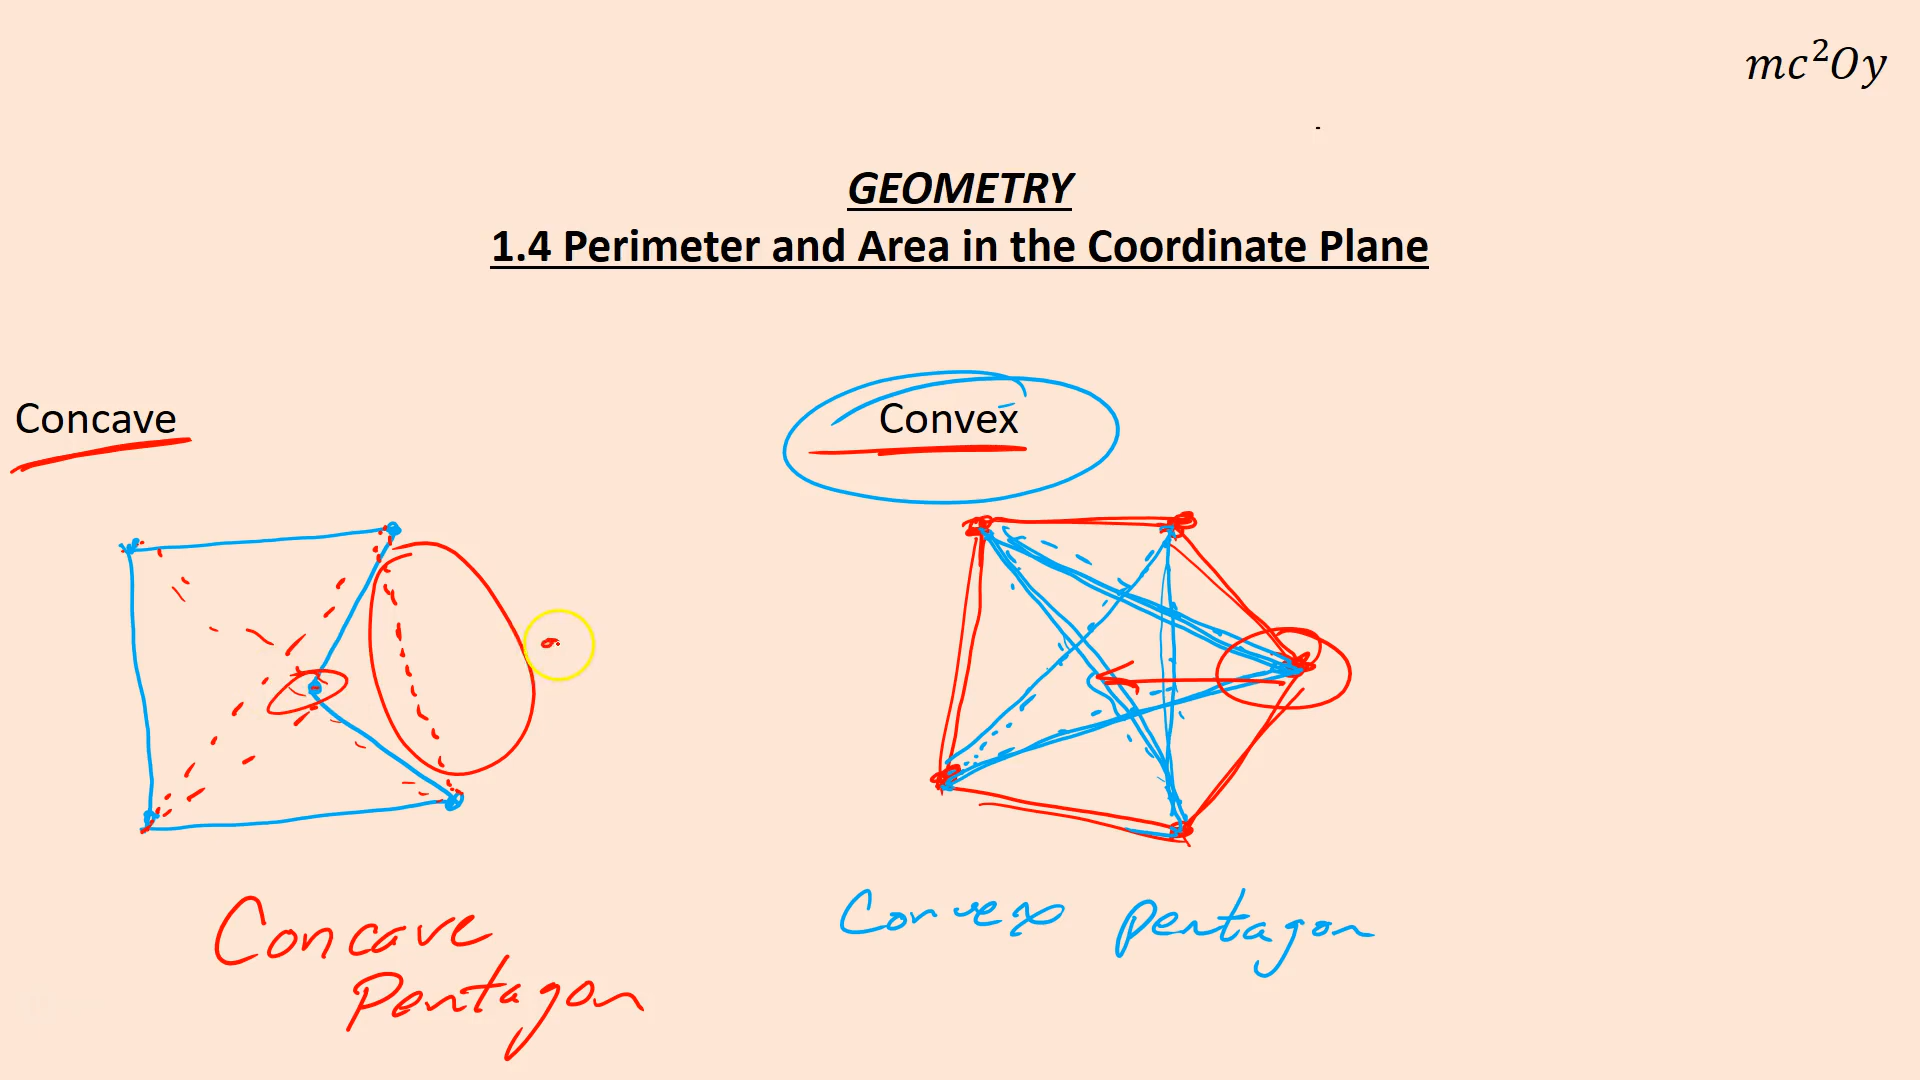 mc²Oy
GEOMETRY
1.4 Perimeter and Area in the Coordinate Plane
Concave
Convex
Concave
Pentagon
Convex pentagon